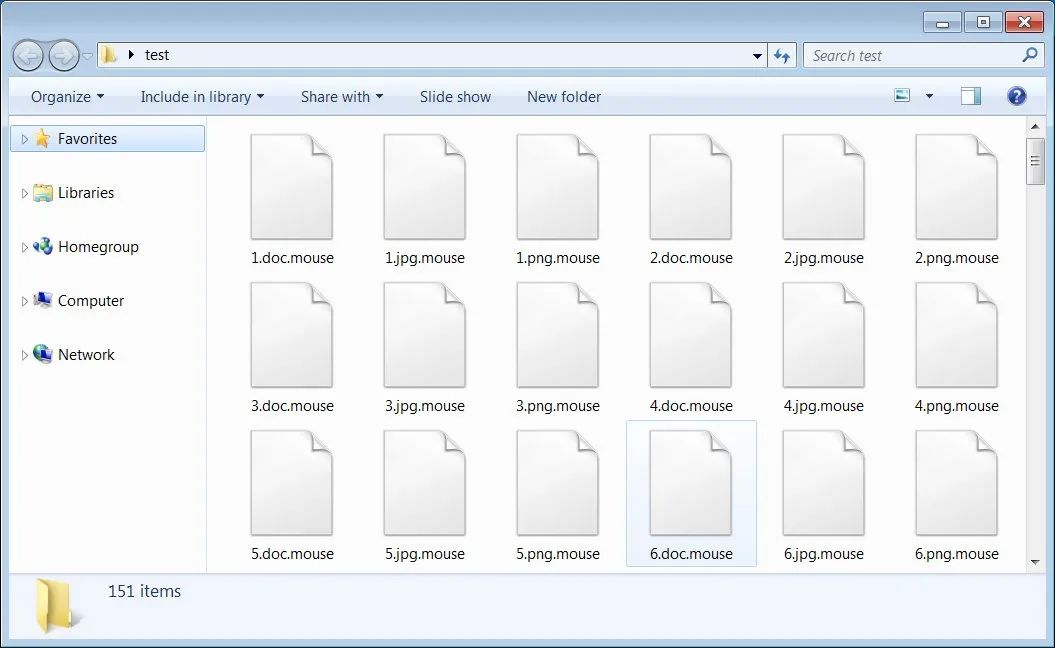 test
Search test
Organize Include in library Share with Slide show New folder
Favorites
Libraries
Homegroup
Computer
Network
1.doc.mouse 1.jpg.mouse 1.png.mouse 2.doc.mouse 2.jpg.mouse 2.png.mouse
3.doc.mouse 3.jpg.mouse 3.png.mouse 4.doc.mouse 4.jpg.mouse 4.png.mouse
5.doc.mouse 5.jpg.mouse 5.png.mouse 6.doc.mouse 6.jpg.mouse 6.png.mouse
151 items